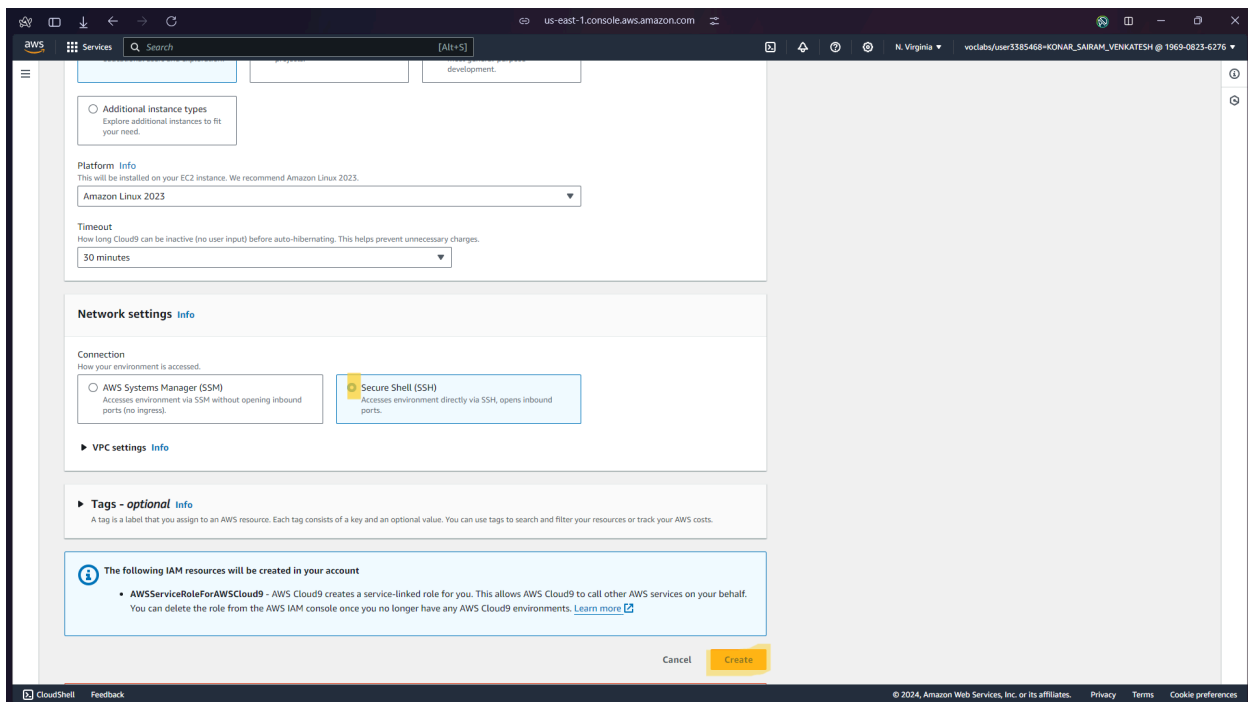 us-east-1.console.aws.amazon.com
aws
Services
Search
[Alt+S]
N. Virginia
voclabs/user3385468=KONAR_SAIRAM_VENKATESH @ 1969-0823-6276
development.
Additional instance types
Explore additional instances to fit
your need.
Platform Info
This will be installed on your EC2 instance. We recommend Amazon Linux 2023.
Amazon Linux 2023
Timeout
How long Cloud9 can be inactive (no user input) before auto-hibernating. This helps prevent unnecessary charges.
30 minutes
Network settings Info
Connection
How your environment is accessed.
AWS Systems Manager (SSM)
Accesses environment via SSM without opening inbound
ports (no ingress).
Secure Shell (SSH)
Accesses environment directly via SSH, opens inbound
ports.
VPC settings Info
Tags - optional Info
A tag is a label that you assign to an AWS resource. Each tag consists of a key and an optional value. You can use tags to search and filter your resources or track your AWS costs.
The following IAM resources will be created in your account
• AWSServiceRoleForAWSCloud9 - AWS Cloud9 creates a service-linked role for you. This allows AWS Cloud9 to call other AWS services on your behalf.
You can delete the role from the AWS IAM console once you no longer have any AWS Cloud9 environments. Learn more
Cancel
Create
CloudShell
Feedback
© 2024, Amazon Web Services, Inc. or its affiliates.
Privacy
Terms
Cookie preferences